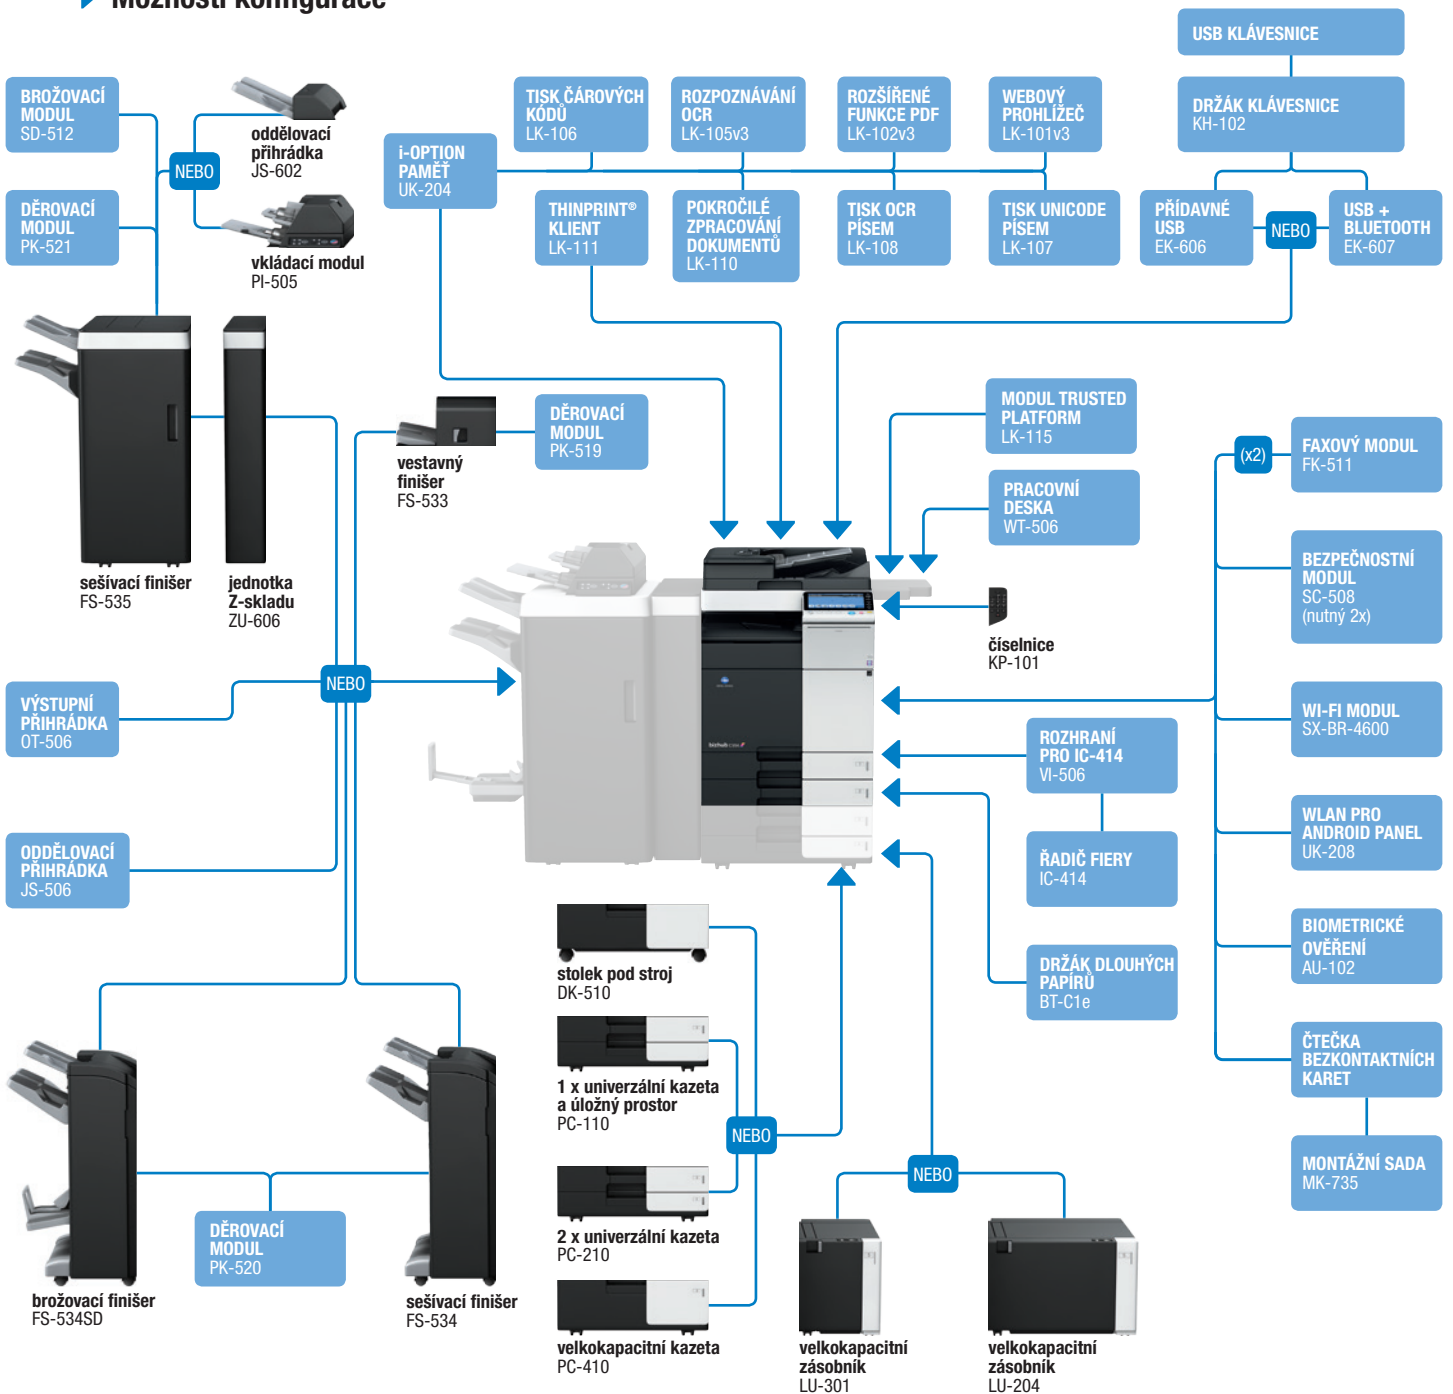 Možnosti konfigurace
USB KLÁVESNICE
DRŽÁK KLÁVESNICE
KH-102
PŘÍDAVNÉ
USB
EK-606
NEBO
USB +
BLUETOOTH
EK-607
BROŽOVACÍ
MODUL
SD-512
DĚROVACÍ
MODUL
PK-521
NEBO
oddělovací
přihrádka
JS-602
vkládací modul
PI-505
i-OPTION
PAMĚŤ
UK-204
TISK ČÁROVÝCH
KÓDŮ
LK-106
ROZPOZNÁVÁNÍ
OCR
LK-105v3
ROZŠÍŘENÉ
FUNKCE PDF
LK-102v3
WEBOVÝ
PROHLÍŽEČ
LK-101v3
THINPRINT®
KLIENT
LK-111
POKROČILÉ
ZPRACOVÁNÍ
DOKUMENTŮ
LK-110
TISK OCR
PÍSEM
LK-108
TISK UNICODE
PÍSEM
LK-107
sešívací finišer
FS-535
jednotka
Z-skladu
ZU-606
vestavný
finišer
FS-533
DĚROVACÍ
MODUL
PK-519
MODUL TRUSTED
PLATFORM
LK-115
PRACOVNÍ
DESKA
WT-506
číselnice
KP-101
(x2)
FAXOVÝ MODUL
FK-511
BEZPEČNOSTNÍ
MODUL
SC-508
(nutný 2x)
WI-FI MODUL
SX-BR-4600
WLAN PRO
ANDROID PANEL
UK-208
BIOMETRICKÉ
OVĚŘENÍ
AU-102
ČTEČKA
BEZKONTAKTNÍCH
KARET
MONTÁŽNÍ SADA
MK-735
NEBO
VÝSTUPNÍ
PŘIHRÁDKA
OT-506
ODDĚLOVACÍ
PŘIHRÁDKA
JS-506
bizhub
ROZHRANÍ
PRO IC-414
VI-506
ŘADIČ FIERY
IC-414
DRŽÁK DLOUHÝCH
PAPÍRŮ
BT-C1e
stolek pod stroj
DK-510
1 x univerzální kazeta
a úložný prostor
PC-110
NEBO
2 x univerzální kazeta
PC-210
velkokapacitní kazeta
PC-410
NEBO
velkokapacitní
zásobník
LU-301
velkokapacitní
zásobník
LU-204
DĚROVACÍ
MODUL
PK-520
brožovací finišer
FS-534SD
sešívací finišer
FS-534